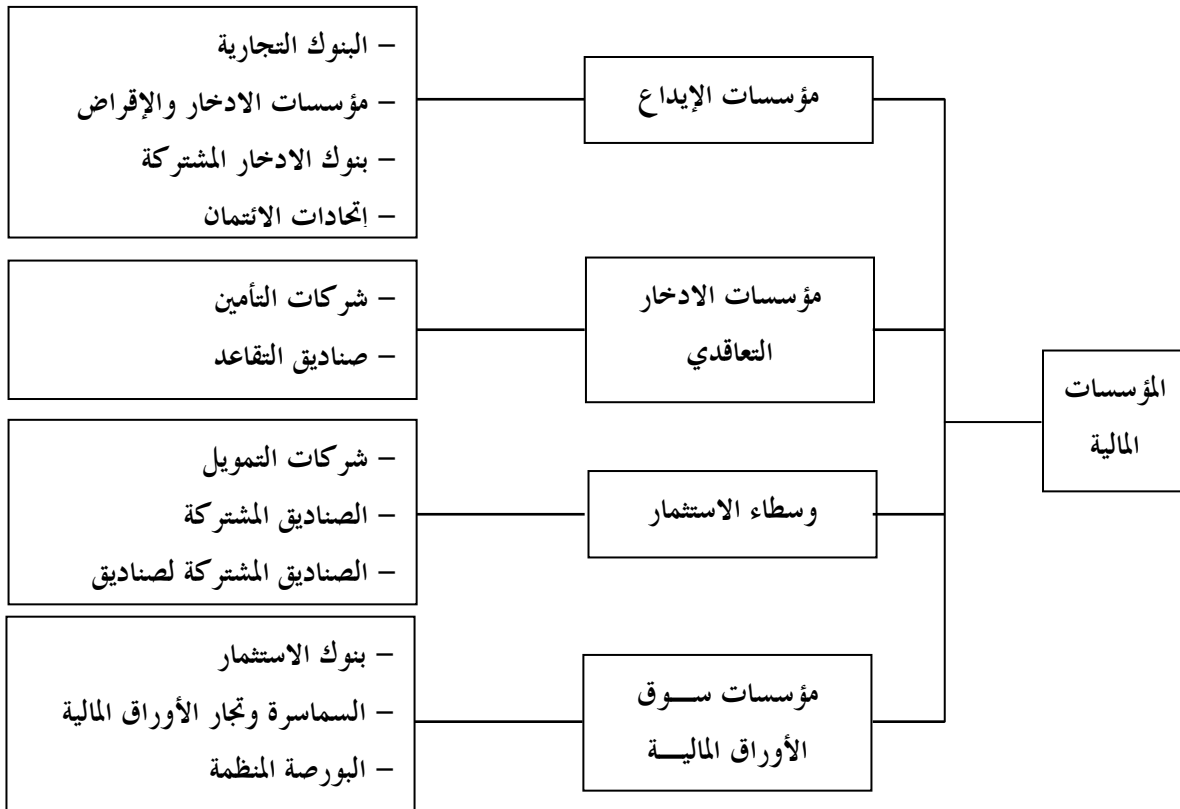 المؤسسات
المالية
مؤسسات الإيداع
– البنوك التجارية
– مؤسسات الادخار والإقراض
– بنوك الادخار المشتركة
– إتحادات الائتمان
مؤسسات الادخار
التعاقدي
– شركات التأمين
– صناديق التقاعد
وسطاء الاستثمار
– شركات التمويل
– الصناديق المشتركة
– الصناديق المشتركة لصناديق
مؤسسات ســـوق
الأوراق الماليـــة
– بنوك الاستثمار
– السماسرة وتجار الأوراق المالية
– البورصة المنظمة